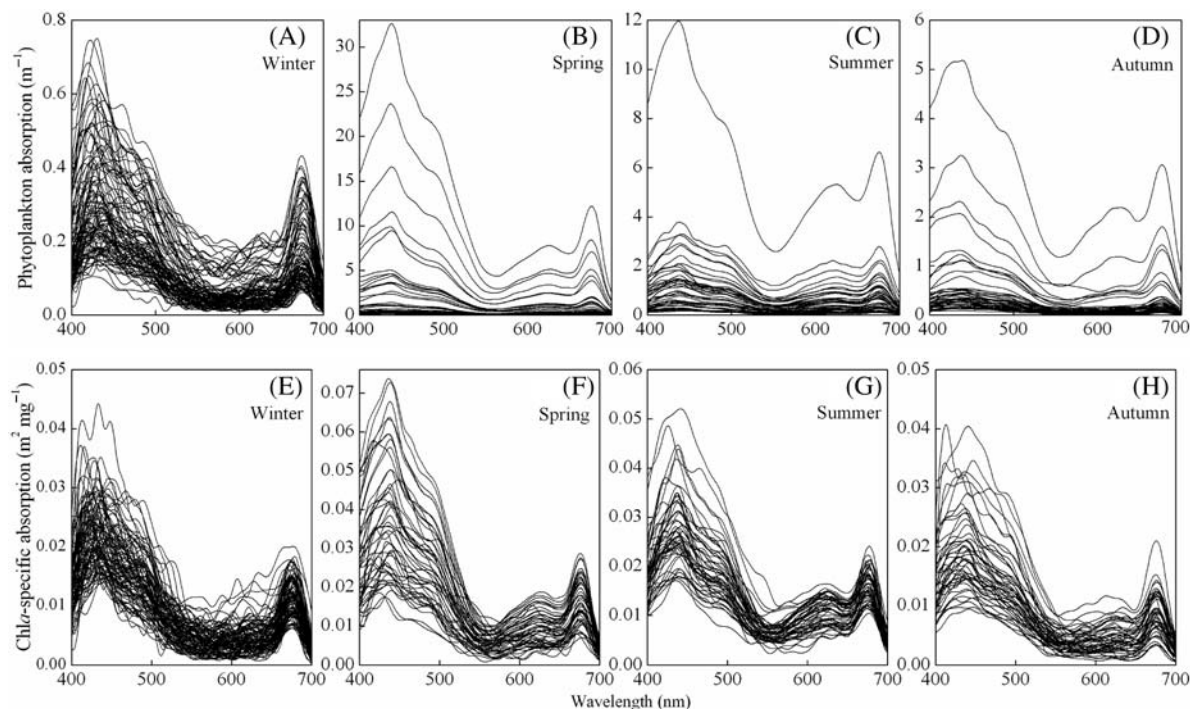 Phytoplankton absorption (m⁻¹)
0.8
0.6
0.4
0.2
0.0
(A)
Winter
400 500 600 700
30
25
20
15
10
5
0
(B)
Spring
400 500 600 700
12
10
8
6
4
2
0
(C)
Summer
400 500 600 700
6
5
4
3
2
1
0
(D)
Autumn
400 500 600 700
Chla-specific absorption (m² mg⁻¹)
0.05
0.04
0.03
0.02
0.01
0.00
(E)
Winter
400 500 600 700
0.07
0.06
0.05
0.04
0.03
0.02
0.01
0.00
(F)
Spring
400 500 600 700
0.06
0.05
0.04
0.03
0.02
0.01
0.00
(G)
Summer
400 500 600 700
0.05
0.04
0.03
0.02
0.01
0.00
(H)
Autumn
400 500 600 700
Wavelength (nm)